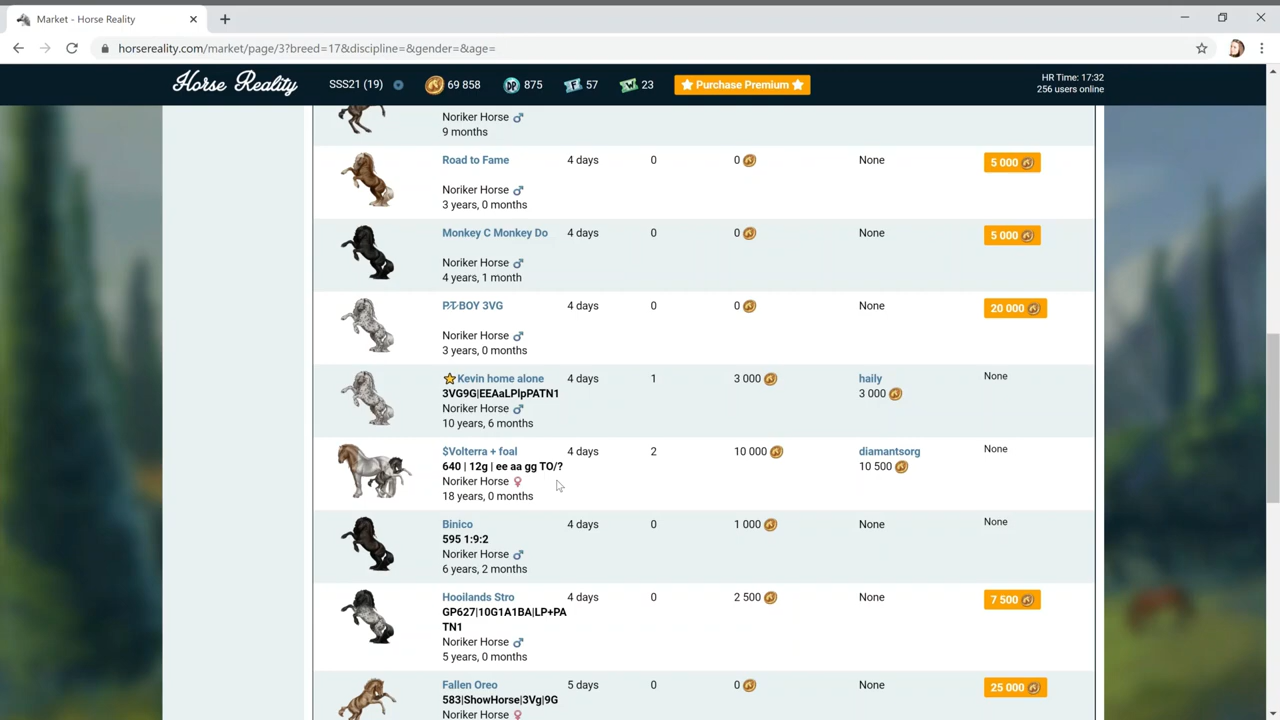 Market - Horse Reality
horsereality.com/market/page/3?breed=17&discipline=&gender=&age=
Horse Reality
SSS21 (19)
69 858
DP
875
F
57
W
23
Purchase Premium
HR Time: 17:32
256 users online
Noriker Horse ♂
9 months
Road to Fame 4 days 0 0 None 5 000
Noriker Horse ♂
3 years, 0 months
Monkey C Monkey Do 4 days 0 0 None 5 000
Noriker Horse ♂
4 years, 1 month
BOY 3VG 4 days 0 0 None 20 000
Noriker Horse ♂
3 years, 0 months
Kevin home alone 4 days 1 3 000 haily None
3VG9G|EEAaLPlpPATN1 3 000
Noriker Horse ♂
10 years, 6 months
$Volterra + foal 4 days 2 10 000 diamantsorg None
640 | 12g | ee aa gg TO/? 10 500
Noriker Horse ♀
18 years, 0 months
Binico 4 days 0 1 000 None None
595 1:9:2
Noriker Horse ♂
6 years, 2 months
Hooilands Stro 4 days 0 2 500 None 7 500
GP627|10G1A1BA|LP+PA
TN1
Noriker Horse ♂
5 years, 0 months
Fallen Oreo 5 days 0 0 None 25 000
583|ShowHorse|3Vg|9G
Noriker Horse ♀